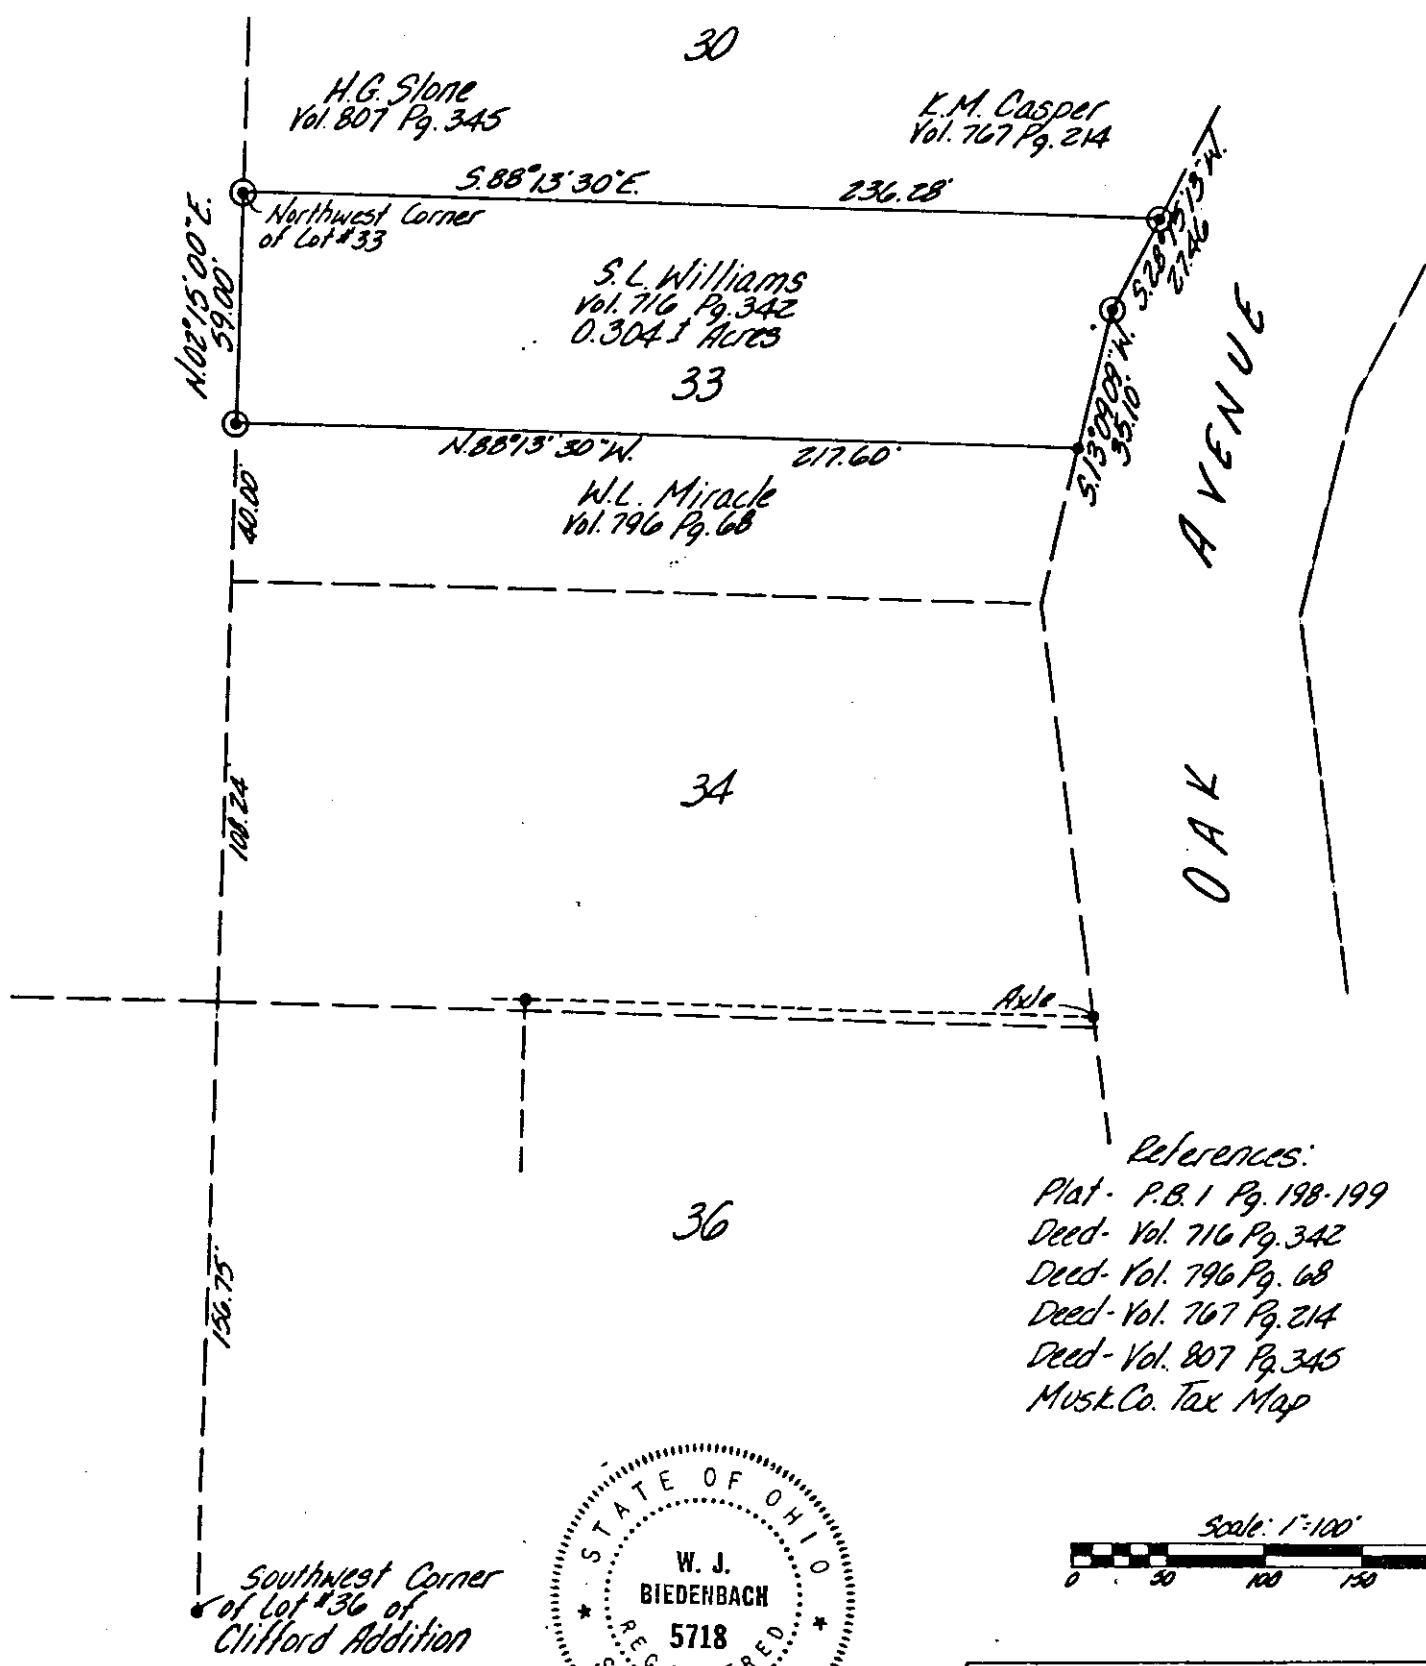 30
H.G. Slone
Vol. 807 Pg. 345
K.M. Casper
Vol. 767 Pg. 214
S.88°13'30"E. 236.28'
Northwest Corner
of Lot #33
N.02°15'00"E.
59.00'
S.28°15'13"W.
27.46
S.L. Williams
Vol. 716 Pg. 342
0.304± Acres
33
S.13°09'09"W.
35.10'
N.88°13'30"W. 217.60'
W.L. Miracle
Vol. 796 Pg. 68
40.00'
OAK AVENUE
34
108.24'
Axle
36
156.75'
References:
Plat - P.B. 1 Pg. 198-199
Deed - Vol. 716 Pg. 342
Deed - Vol. 796 Pg. 68
Deed - Vol. 767 Pg. 214
Deed - Vol. 807 Pg. 345
Musk. Co. Tax Map
Scale: 1"=100'
0 50 100 150
Southwest Corner
of Lot #36 of
Clifford Addition
STATE OF OHIO
W. J.
BIEDENBACH
5718